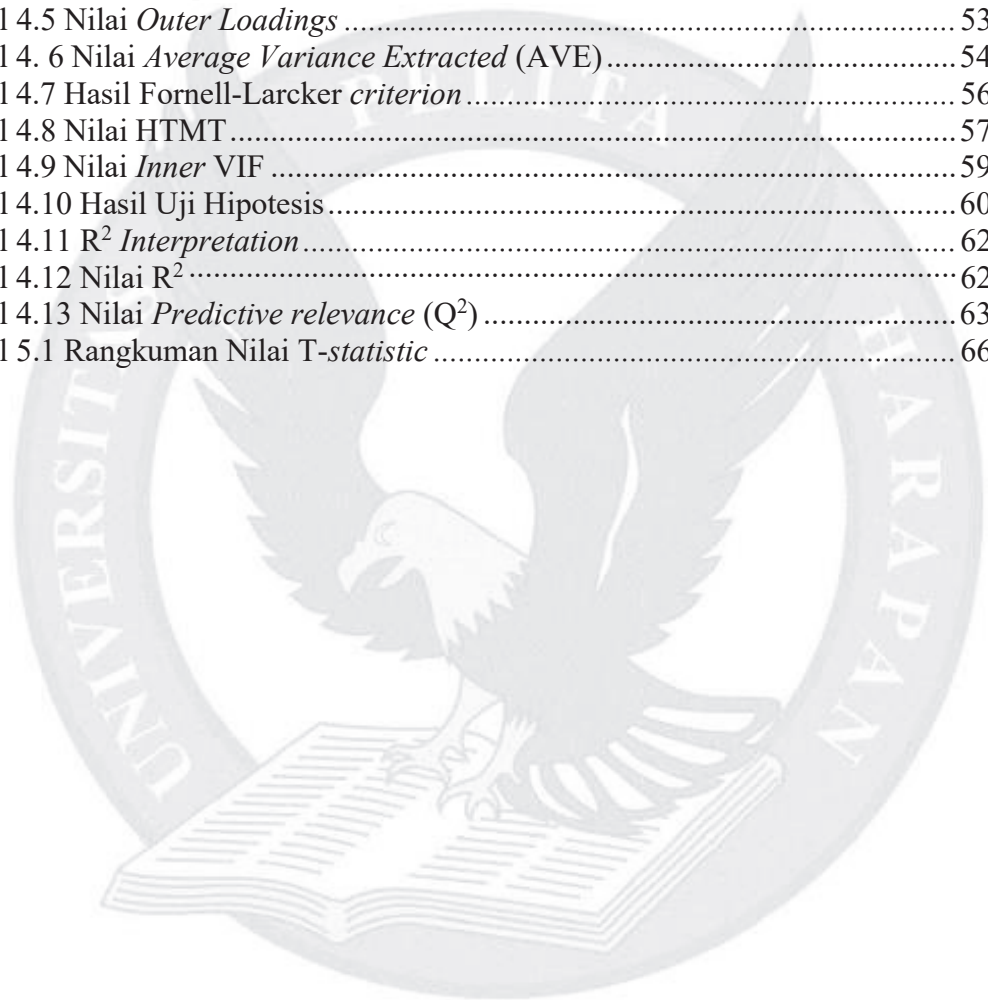 l 4.5 Nilai Outer Loadings ........ 53
l 4. 6 Nilai Average Variance Extracted (AVE) ........ 54
l 4.7 Hasil Fornell-Larcker criterion ........ 56
l 4.8 Nilai HTMT ........ 57
l 4.9 Nilai Inner VIF ........ 59
l 4.10 Hasil Uji Hipotesis ........ 60
l 4.11 R² Interpretation ........ 62
l 4.12 Nilai R² ........ 62
l 4.13 Nilai Predictive relevance (Q²) ........ 63
l 5.1 Rangkuman Nilai T-statistic ........ 66
UNIVERSITAS PELITA HARAPAN